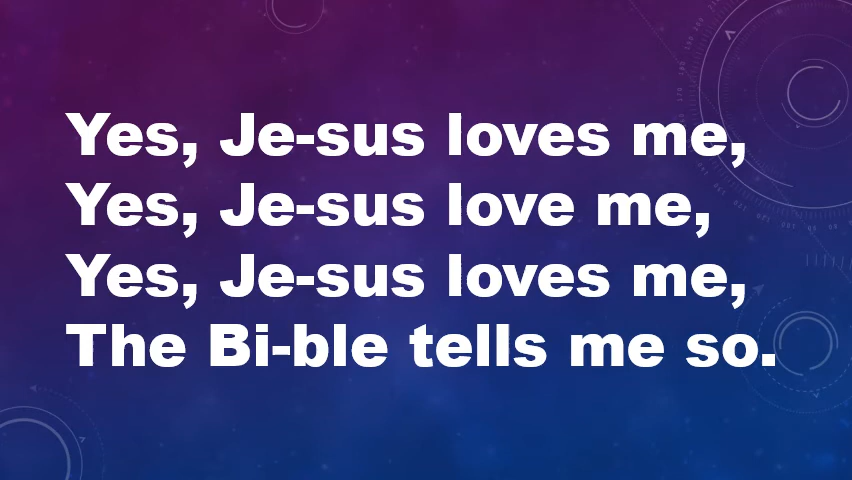 Yes, Je-sus loves me,
Yes, Je-sus love me,
Yes, Je-sus loves me,
The Bi-ble tells me so.